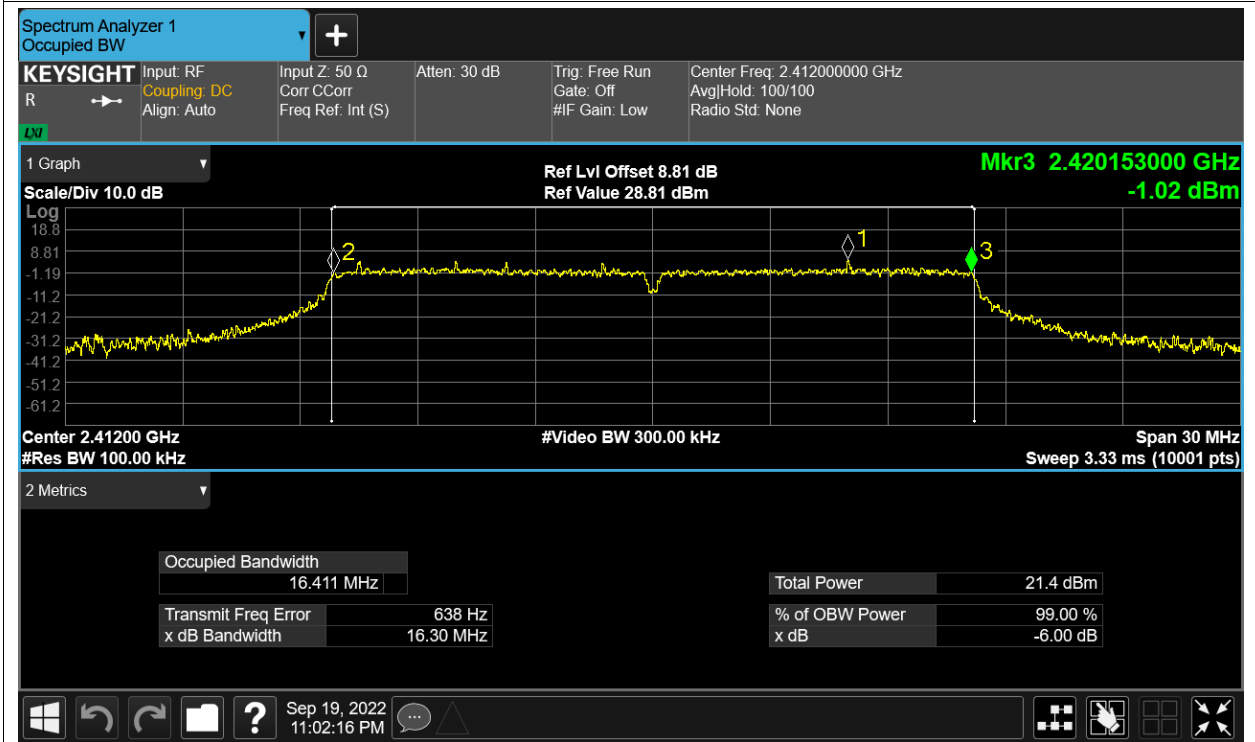 Spectrum Analyzer 1
Occupied BW
KEYSIGHT
R
LXI
Input: RF
Coupling: DC
Align: Auto
Input Z: 50 Ω
Corr CCorr
Freq Ref: Int (S)
Atten: 30 dB
Trig: Free Run
Gate: Off
#IF Gain: Low
Center Freq: 2.412000000 GHz
Avg|Hold: 100/100
Radio Std: None
1 Graph
Scale/Div 10.0 dB
Ref Lvl Offset 8.81 dB
Ref Value 28.81 dBm
Mkr3 2.420153000 GHz
-1.02 dBm
Log
18.8
8.81
-1.19
-11.2
-21.2
-31.2
-41.2
-51.2
-61.2
2
1
3
Center 2.41200 GHz
#Res BW 100.00 kHz
#Video BW 300.00 kHz
Span 30 MHz
Sweep 3.33 ms (10001 pts)
2 Metrics
Occupied Bandwidth
16.411 MHz
Transmit Freq Error 638 Hz
x dB Bandwidth 16.30 MHz
Total Power 21.4 dBm
% of OBW Power 99.00 %
x dB -6.00 dB
?
Sep 19, 2022
11:02:16 PM